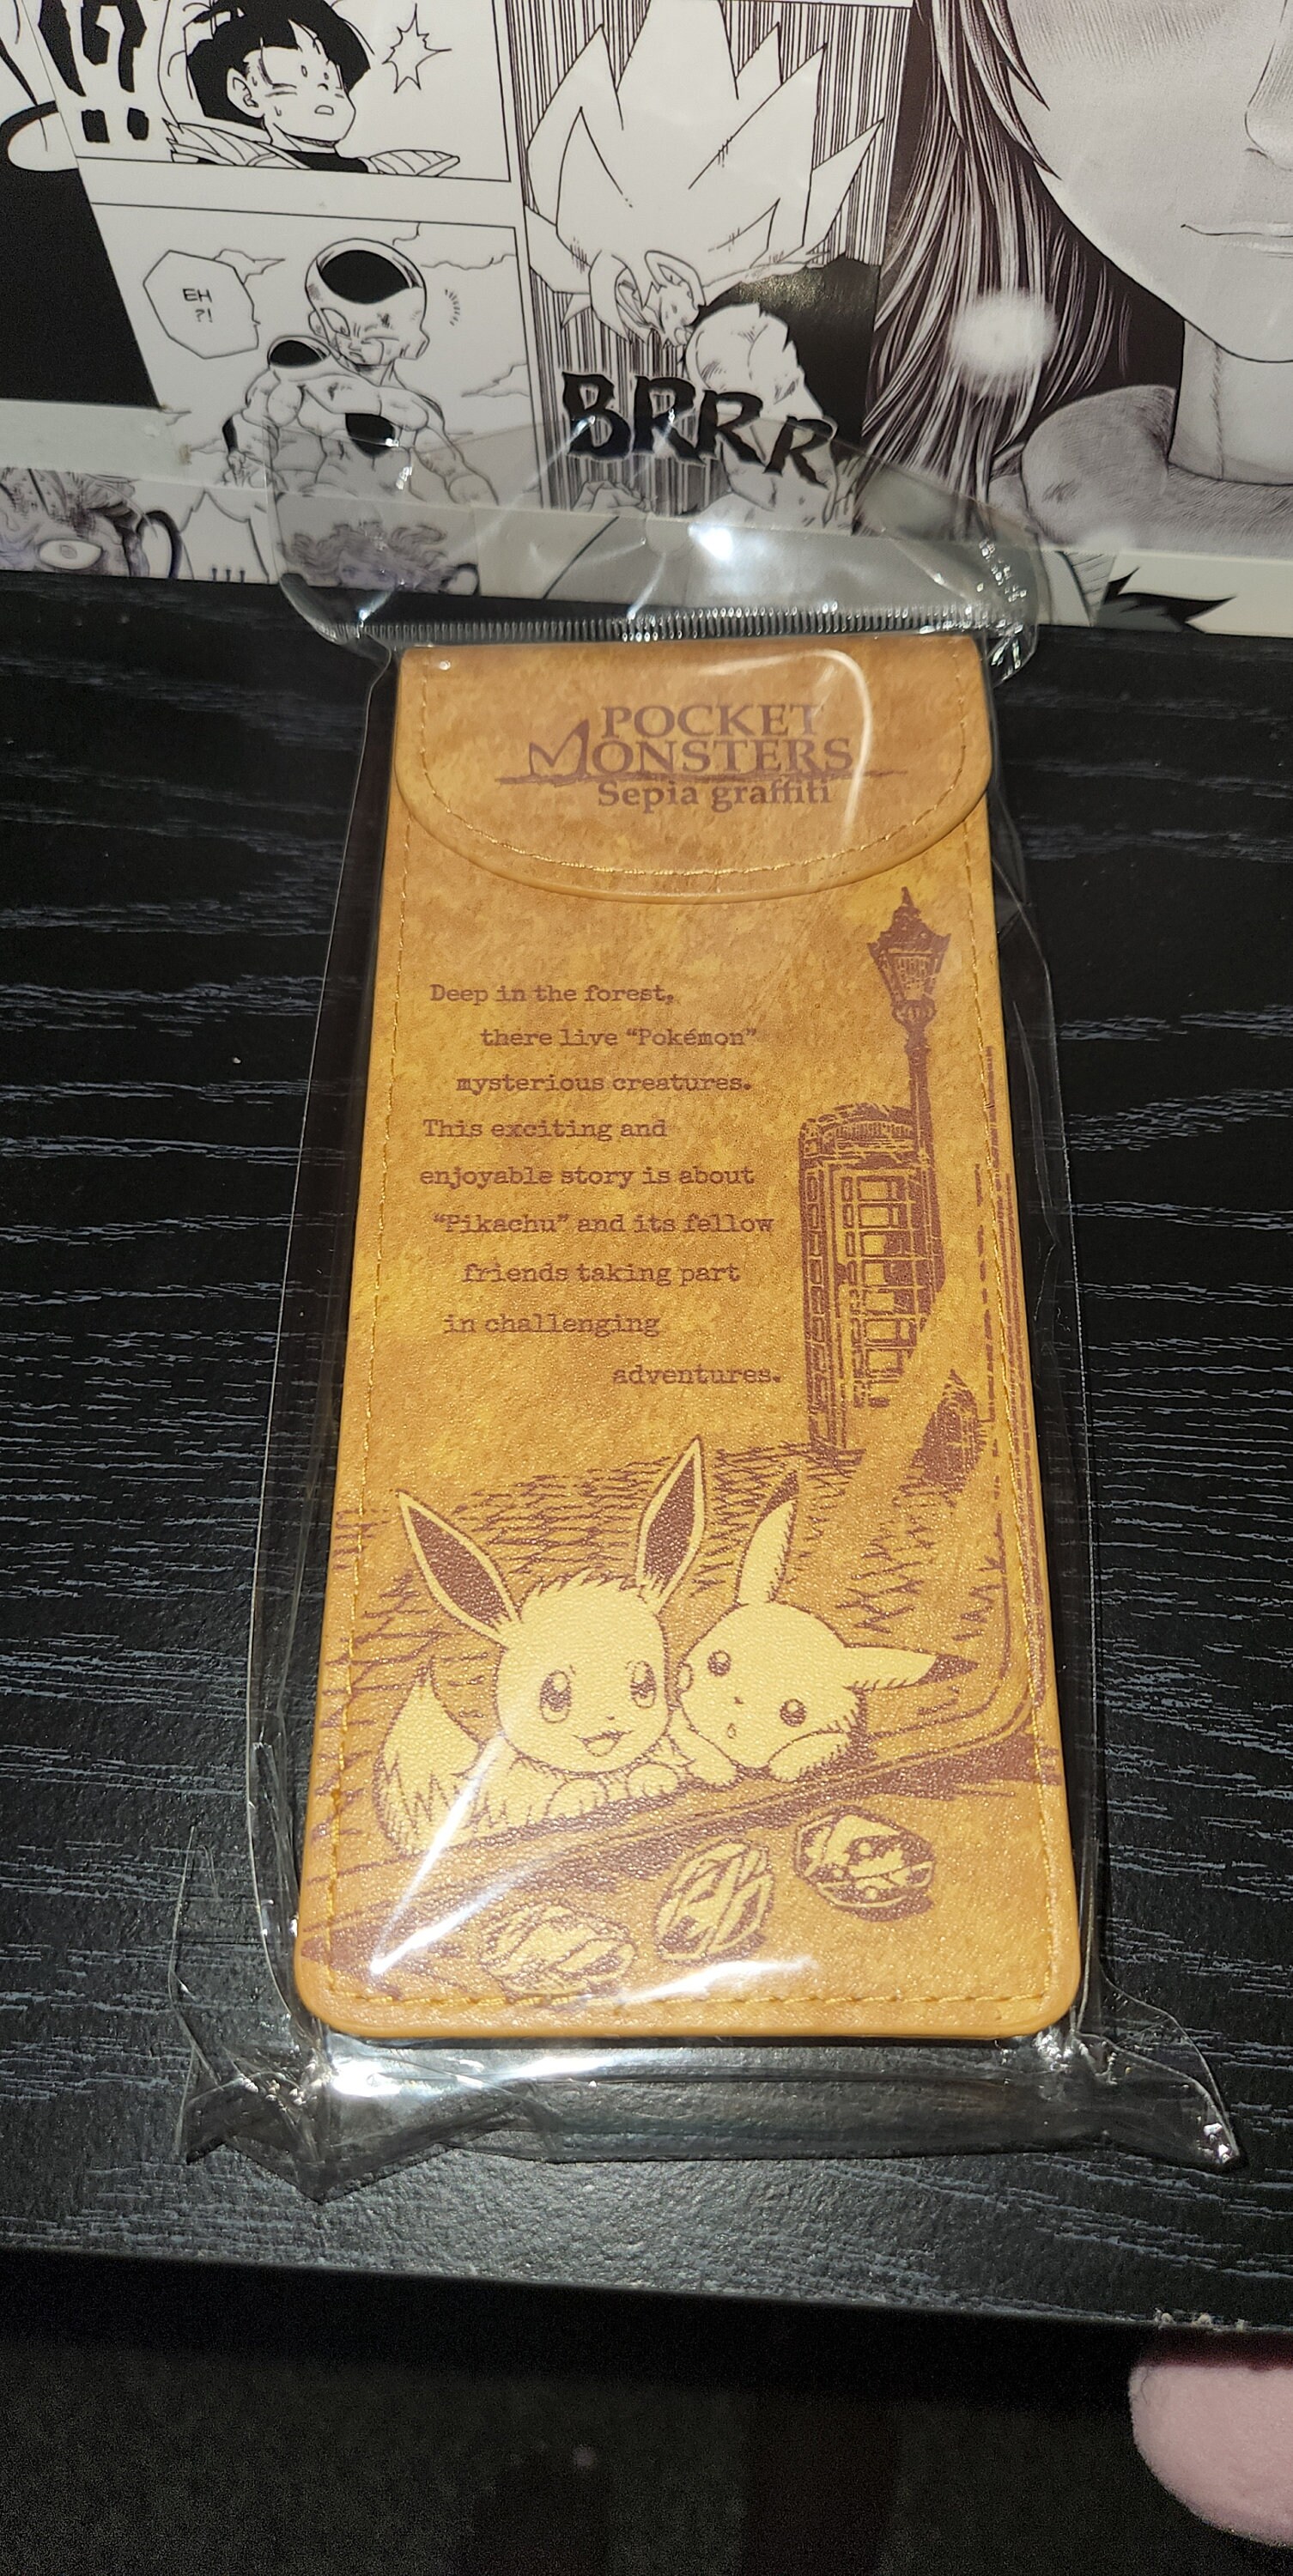 !?
EH
?!
BRRR
!!!
POCKET
MONSTERS
Sepia graffiti
Deep in the forest,
there live “Pokémon”
mysterious creatures.
This exciting and
enjoyable story is about
“Pikachu” and its fellow
friends taking part
in challenging
adventures.